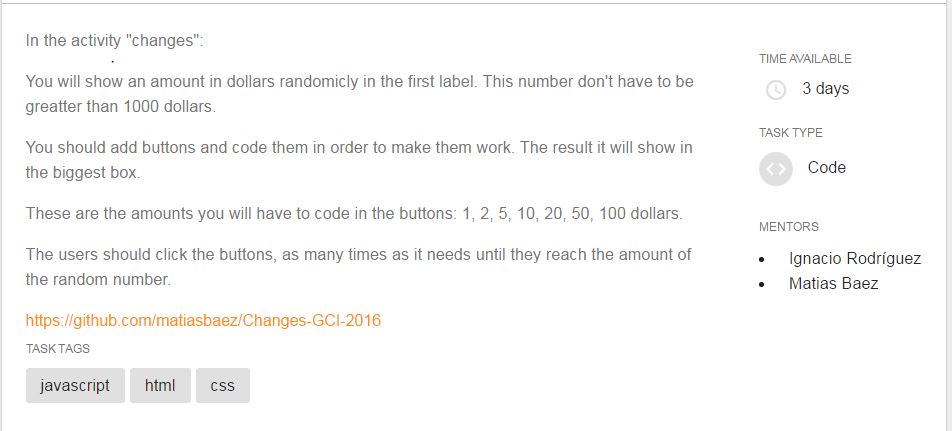 In the activity "changes":
You will show an amount in dollars randomicly in the first label. This number don't have to be
greatter than 1000 dollars.
You should add buttons and code them in order to make them work. The result it will show in
the biggest box.
These are the amounts you will have to code in the buttons: 1, 2, 5, 10, 20, 50, 100 dollars.
The users should click the buttons, as many times as it needs until they reach the amount of
the random number.
https://github.com/matiasbaez/Changes-GCI-2016
TASK TAGS
javascript html css
TIME AVAILABLE
3 days
TASK TYPE
Code
MENTORS
Ignacio Rodríguez
Matias Baez